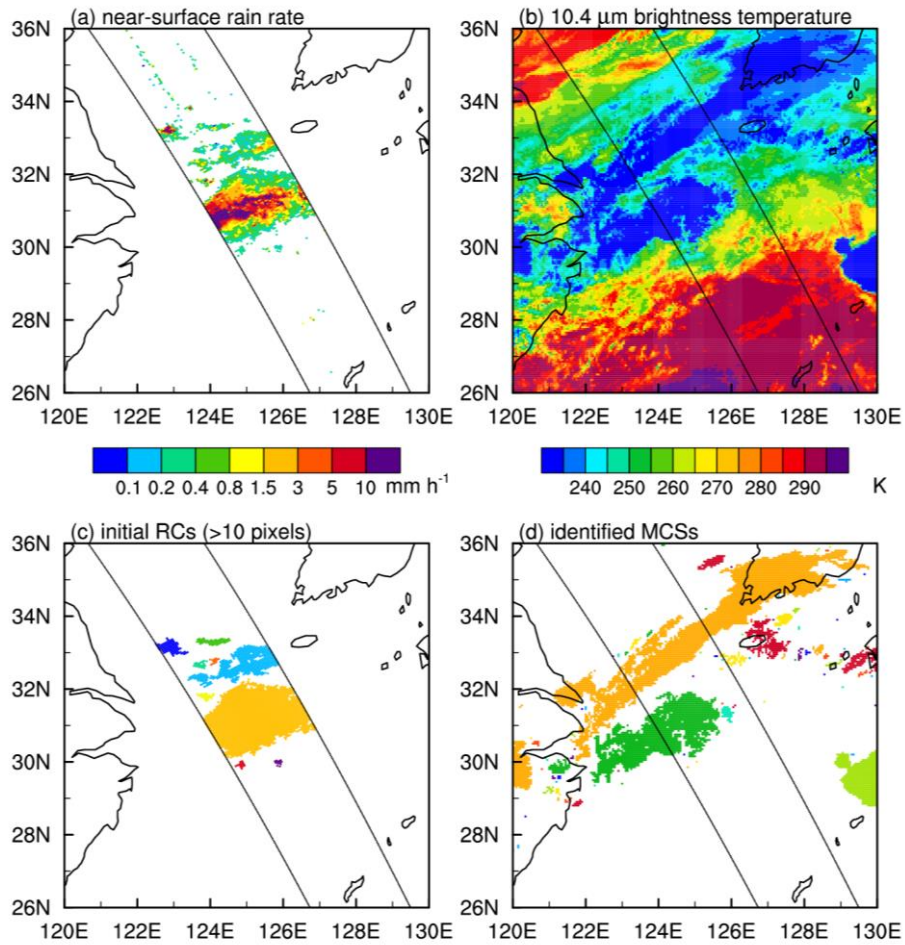 (a) near-surface rain rate
(b) 10.4 μm brightness temperature
36N
34N
32N
30N
28N
26N
120E 122E 124E 126E 128E 130E
36N
34N
32N
30N
28N
26N
120E 122E 124E 126E 128E 130E
0.1 0.2 0.4 0.8 1.5 3 5 10 mm h⁻¹
240 250 260 270 280 290 K
(c) initial RCs (>10 pixels)
(d) identified MCSs
36N
34N
32N
30N
28N
26N
120E 122E 124E 126E 128E 130E
36N
34N
32N
30N
28N
26N
120E 122E 124E 126E 128E 130E